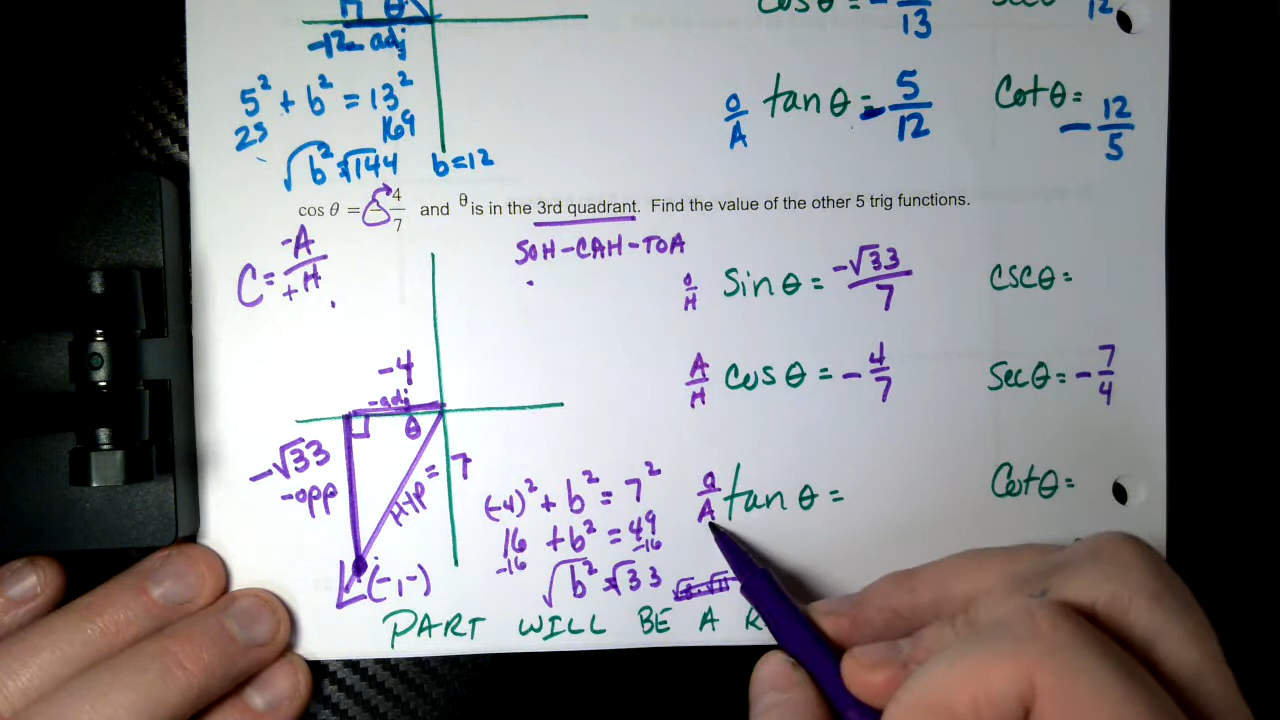 θ
cos θ = -
13
12
-12 adj
5² + b² = 13²
25 169
√b² = √144 b=12
O/A tan θ = - 5/12
Cot θ = - 12/5
cos θ = - 4/7 and θ is in the 3rd quadrant. Find the value of the other 5 trig functions.
C = -A/+H
SOH-CAH-TOA
O/H Sin θ = -√33/7
CSC θ =
A/H Cos θ = - 4/7
Sec θ = - 7/4
-4
-adj
θ
-√33
-opp
HYP = 7
(-,-)
(-4)² + b² = 7²
16 + b² = 49
-16 -16
√b² = √33
O/A tan θ =
Cot θ =
PART WILL BE A